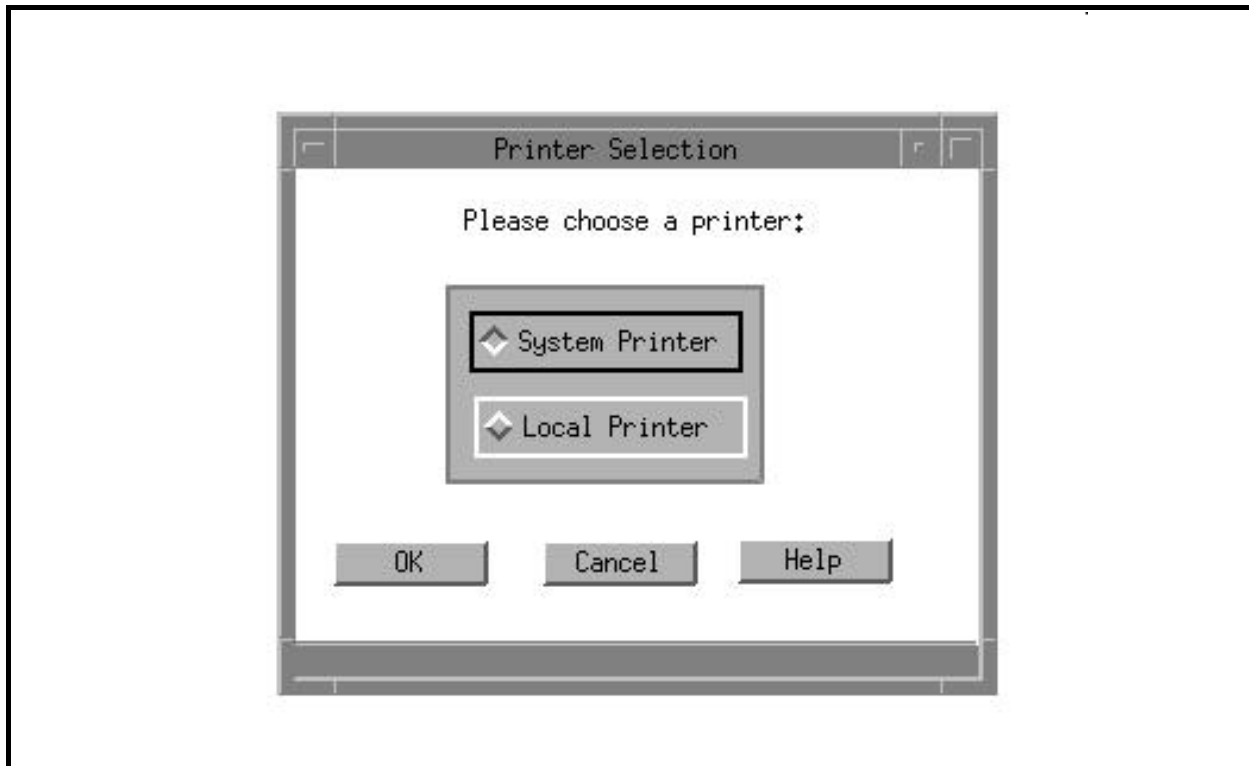 Printer Selection
Please choose a printer:
System Printer
Local Printer
OK Cancel Help